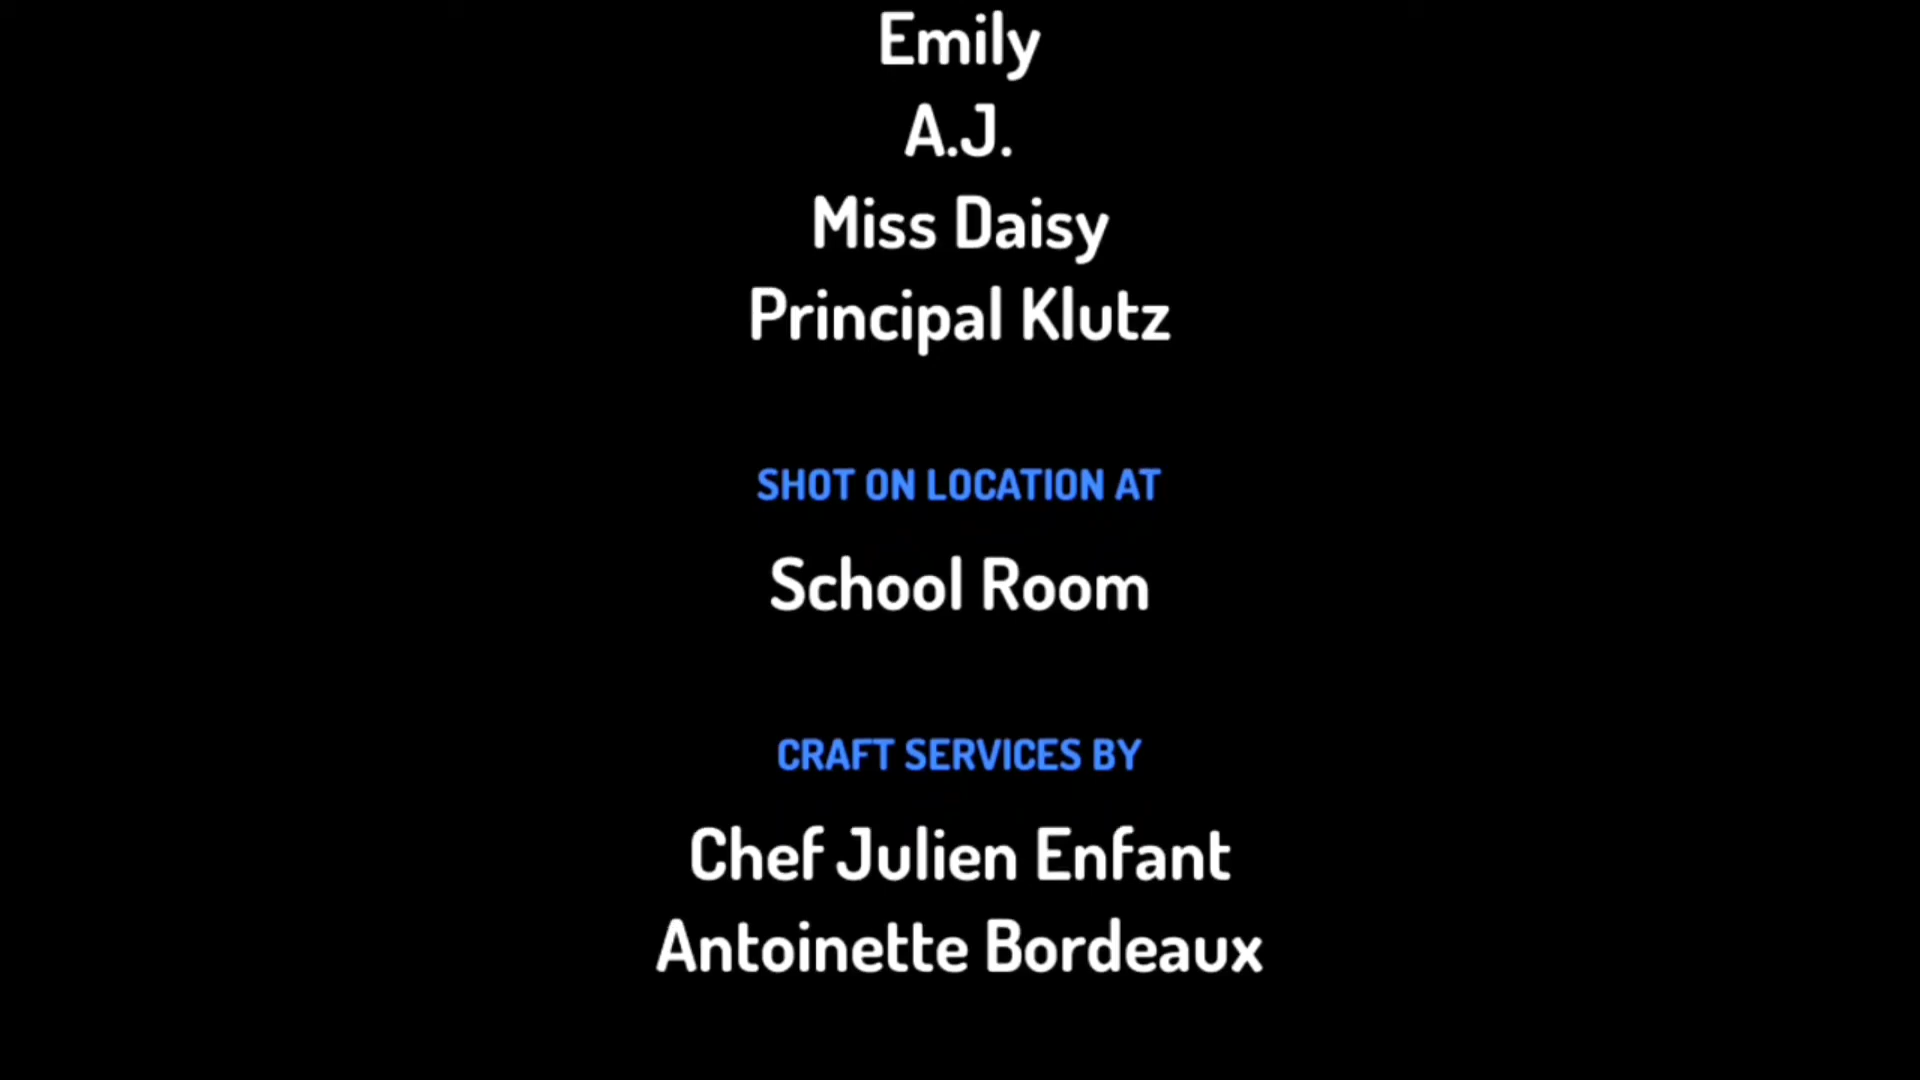 Emily
A.J.
Miss Daisy
Principal Klutz
SHOT ON LOCATION AT
School Room
CRAFT SERVICES BY
Chef Julien Enfant
Antoinette Bordeaux